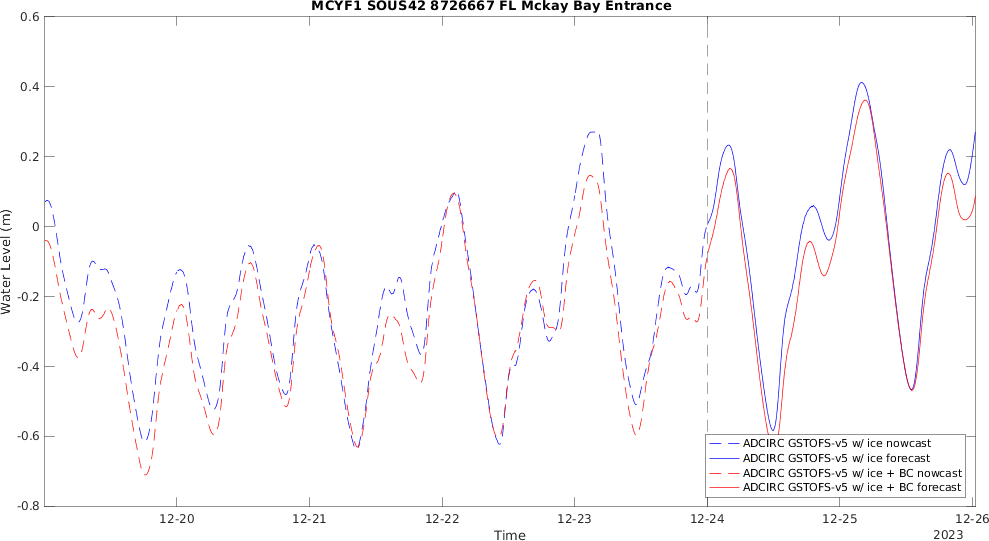 MCYF1 SOUS42 8726667 FL Mckay Bay Entrance
0.6
0.4
0.2
0
-0.2
-0.4
-0.6
-0.8
Water Level (m)
12-20
12-21
12-22
12-23
12-24
12-25
12-26
Time
2023
ADCIRC GSTOFS-v5 w/ ice nowcast
ADCIRC GSTOFS-v5 w/ ice forecast
ADCIRC GSTOFS-v5 w/ ice + BC nowcast
ADCIRC GSTOFS-v5 w/ ice + BC forecast